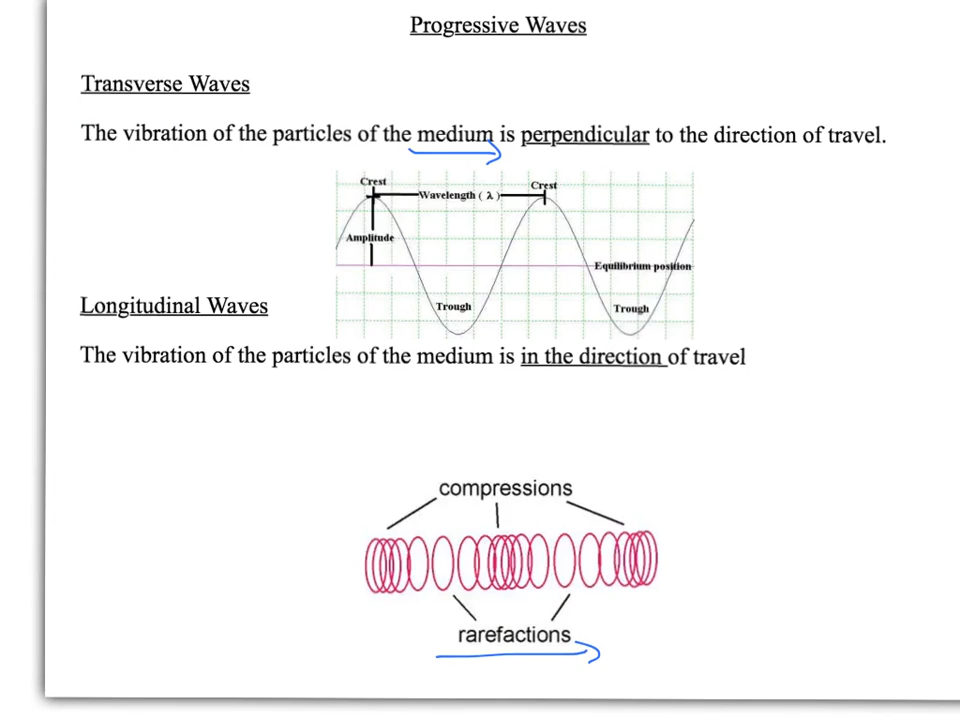 Progressive Waves
Transverse Waves
The vibration of the particles of the medium is perpendicular to the direction of travel.
Crest
Wavelength ( λ )
Crest
Amplitude
Equilibrium position
Trough
Trough
Longitudinal Waves
The vibration of the particles of the medium is in the direction of travel
compressions
rarefactions